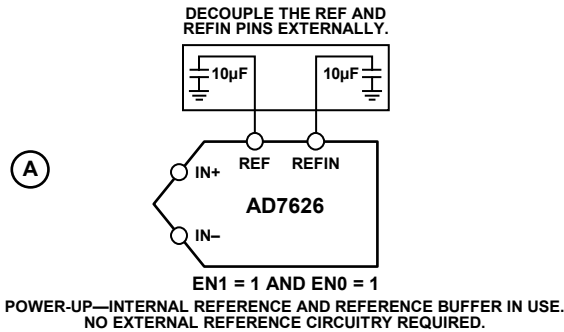 DECOUPLE THE REF AND
REFIN PINS EXTERNALLY.
10µF
10µF
REF
REFIN
A
IN+
AD7626
IN–
EN1 = 1 AND EN0 = 1
POWER-UP—INTERNAL REFERENCE AND REFERENCE BUFFER IN USE.
NO EXTERNAL REFERENCE CIRCUITRY REQUIRED.